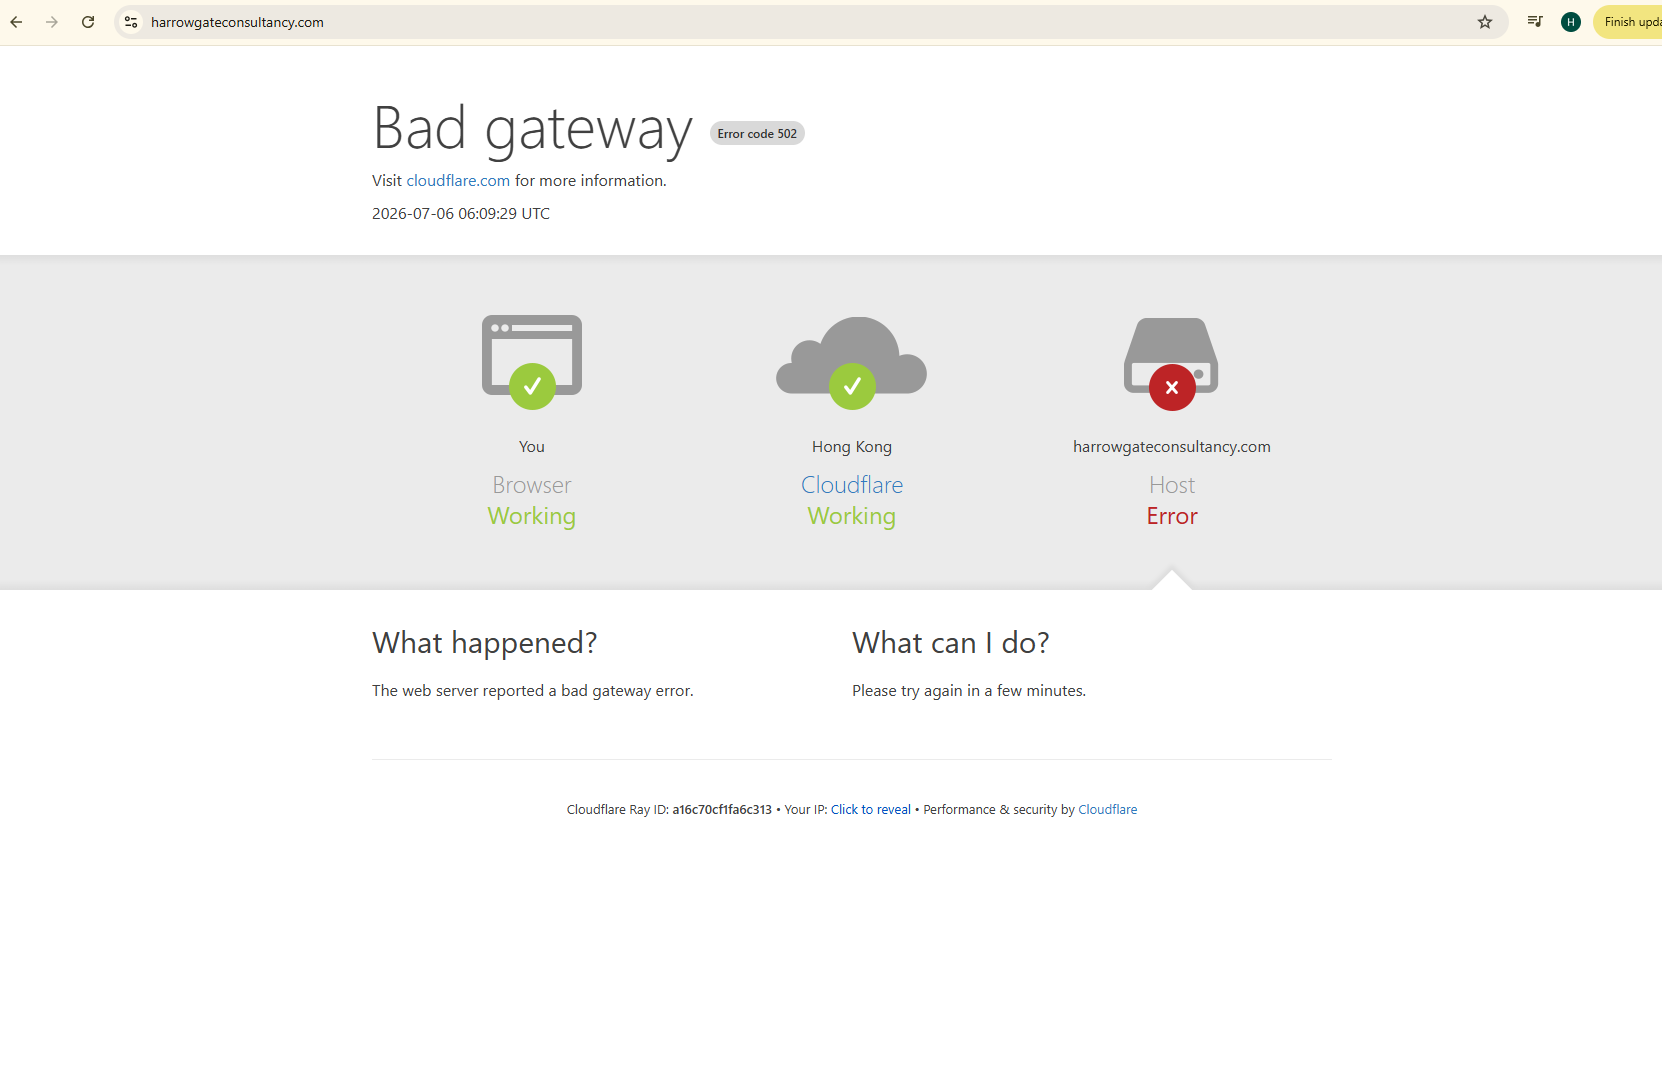 harrowgateconsultancy.com
H
Finish upda
Bad gateway Error code 502
Visit cloudflare.com for more information.
2026-07-06 06:09:29 UTC
You
Browser
Working
Hong Kong
Cloudflare
Working
harrowgateconsultancy.com
Host
Error
What happened?
The web server reported a bad gateway error.
What can I do?
Please try again in a few minutes.
Cloudflare Ray ID: a16c70cf1fa6c313 • Your IP: Click to reveal • Performance & security by Cloudflare